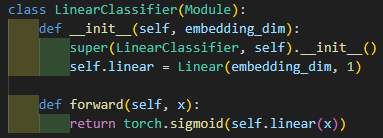 class LinearClassifier(Module):
    def __init__(self, embedding_dim):
        super(LinearClassifier, self).__init__()
        self.linear = Linear(embedding_dim, 1)

    def forward(self, x):
        return torch.sigmoid(self.linear(x))